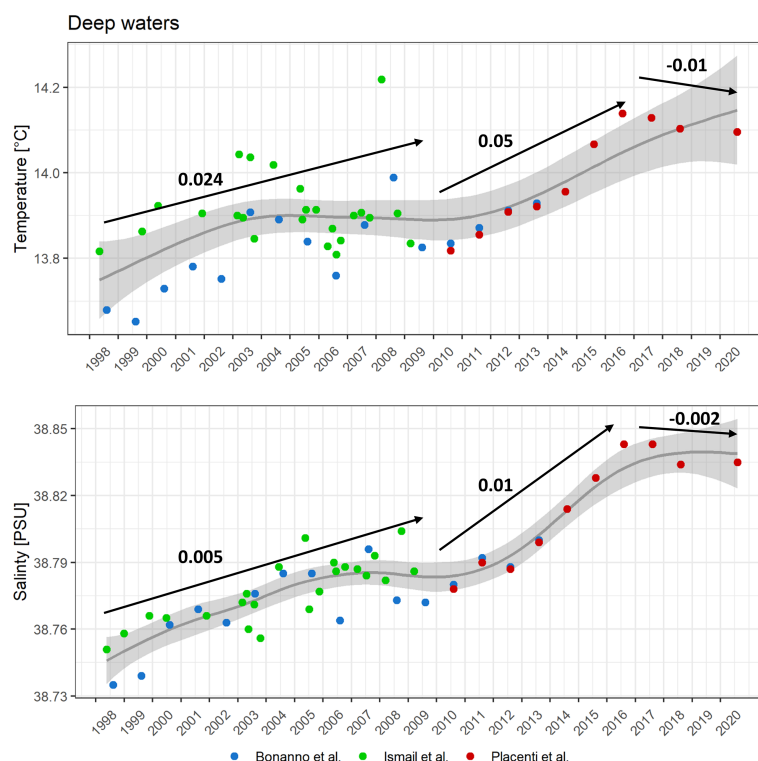 Deep waters
Temperature [°C]
14.2
14.0
13.8
0.024
0.05
-0.01
1998 1999 2000 2001 2002 2003 2004 2005 2006 2007 2008 2009 2010 2011 2012 2013 2014 2015 2016 2017 2018 2019 2020
Salinty [PSU]
38.85
38.82
38.79
38.76
38.73
0.005
0.01
-0.002
1998 1999 2000 2001 2002 2003 2004 2005 2006 2007 2008 2009 2010 2011 2012 2013 2014 2015 2016 2017 2018 2019 2020
Bonanno et al. Ismail et al. Placenti et al.